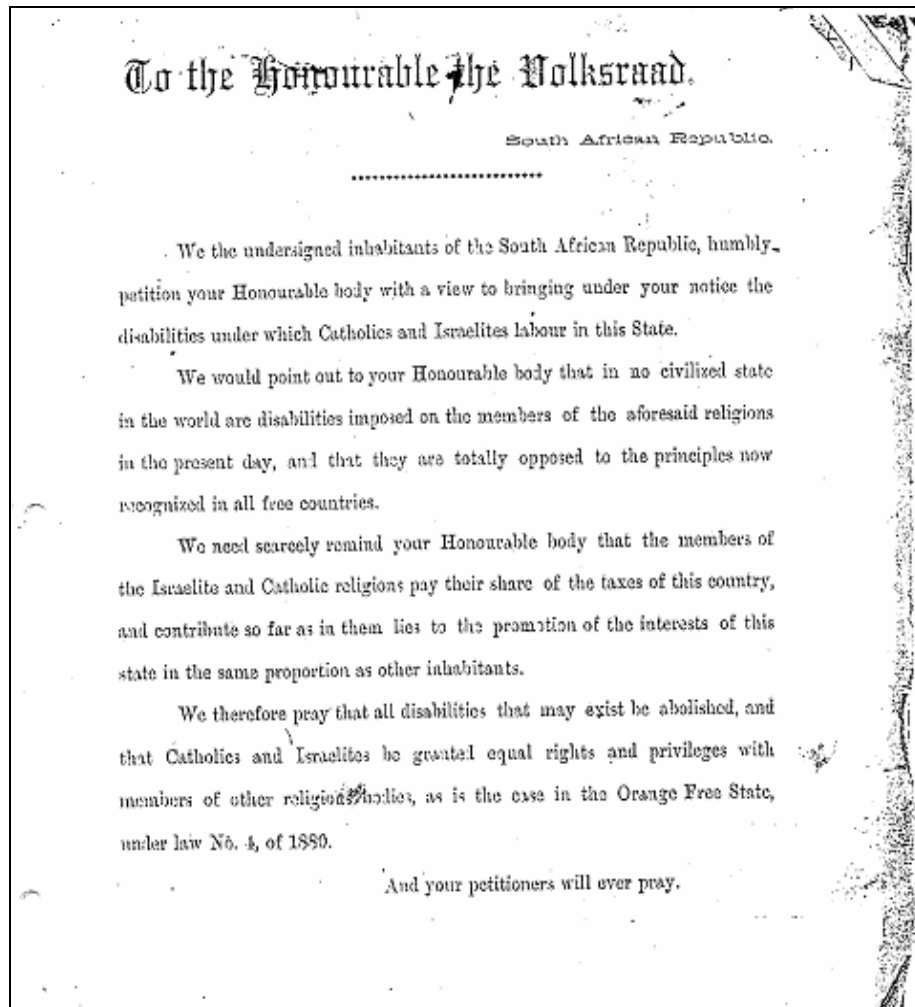 To the Honourable the Volksraad.
South African Republic.
We the undersigned inhabitants of the South African Republic, humbly
petition your Honourable body with a view to bringing under your notice the
disabilities under which Catholics and Israelites labour in this State.
We would point out to your Honourable body that in no civilized state
in the world are disabilities imposed on the members of the aforesaid religions
in the present day, and that they are totally opposed to the principles now
recognized in all free countries.
We need scarcely remind your Honourable body that the members of
the Israelite and Catholic religions pay their share of the taxes of this country,
and contribute so far as in them lies to the promotion of the interests of this
state in the same proportion as other inhabitants.
We therefore pray that all disabilities that may exist be abolished, and
that Catholics and Israelites be granted equal rights and privileges with
members of other religious bodies, as is the case in the Orange Free State,
under law No. 4, of 1880.
And your petitioners will ever pray.